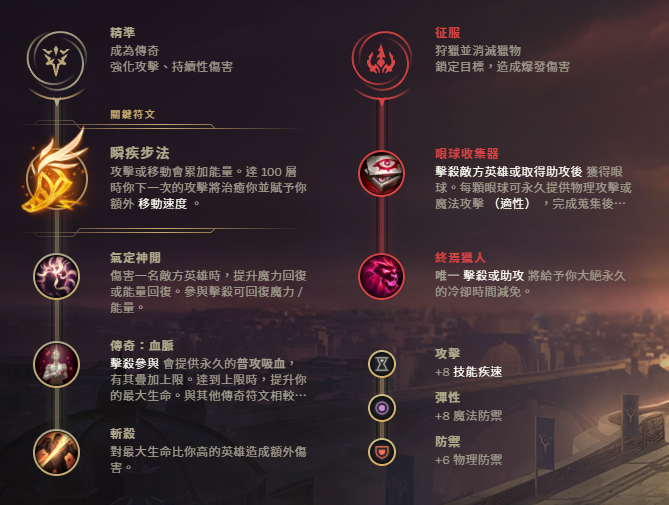 精準
成為傳奇
強化攻擊、持續性傷害
關鍵符文
瞬疾步法
攻擊或移動會累加能量。達 100 層
時你下一次的攻擊將治癒你並賦予你
額外 移動速度 。
氣定神閒
傷害一名敵方英雄時，提升魔力回復
或能量回復。參與擊殺可回復魔力 /
能量。
傳奇：血脈
擊殺參與 會提供永久的普攻吸血，
有其疊加上限。達到上限時，提升你
的最大生命。與其他傳奇符文相較…
斬殺
對最大生命比你高的英雄造成額外傷
害。
征服
狩獵並消滅獵物
鎖定目標，造成爆發傷害
眼球收集器
擊殺敵方英雄或取得助攻後 獲得眼
球。每顆眼球可永久提供物理攻擊或
魔法攻擊 （適性） ，完成蒐集後…
終焉獵人
唯一 擊殺或助攻 將給予你大絕永久
的冷卻時間減免。
攻擊
+8 技能疾速
彈性
+8 魔法防禦
防禦
+6 物理防禦